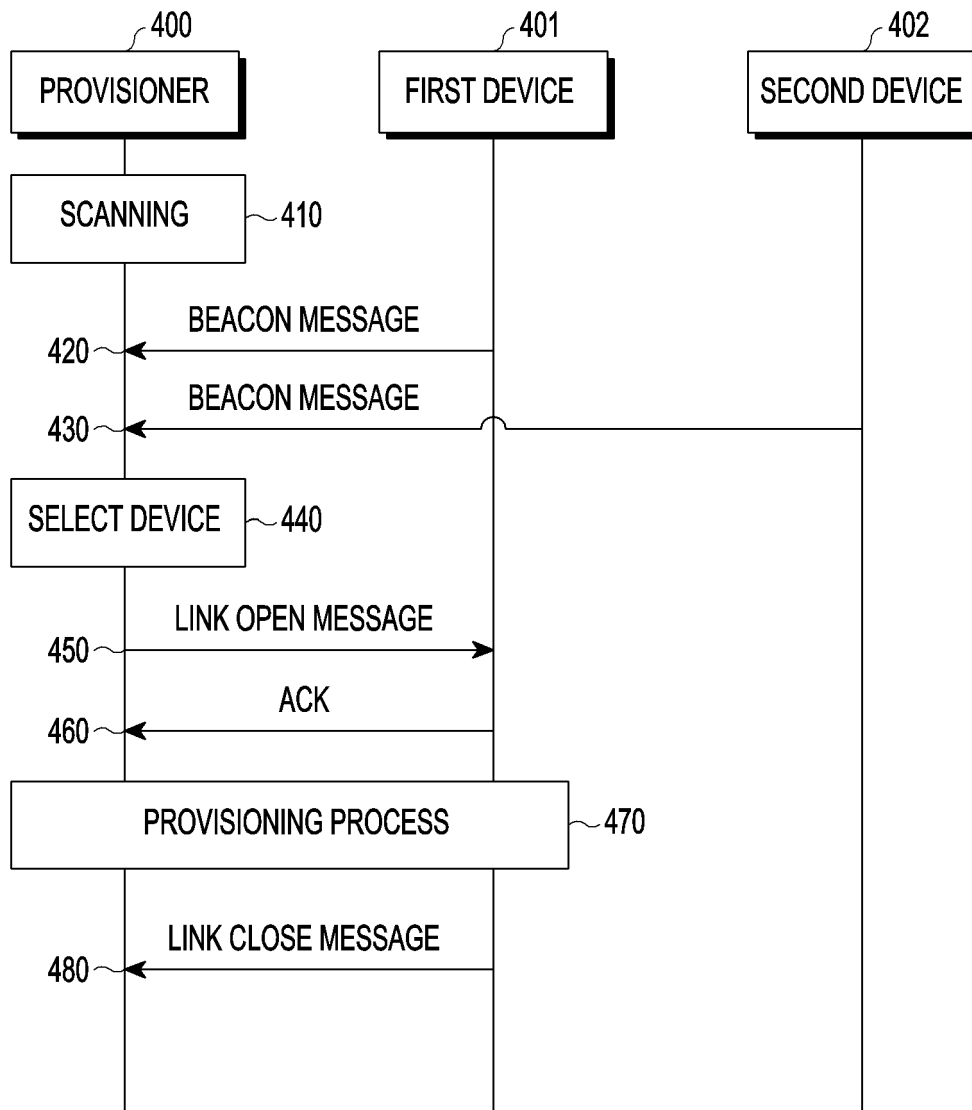 400
401
402
PROVISIONER
FIRST DEVICE
SECOND DEVICE
SCANNING
410
BEACON MESSAGE
420
BEACON MESSAGE
430
SELECT DEVICE
440
LINK OPEN MESSAGE
450
ACK
460
PROVISIONING PROCESS
470
LINK CLOSE MESSAGE
480